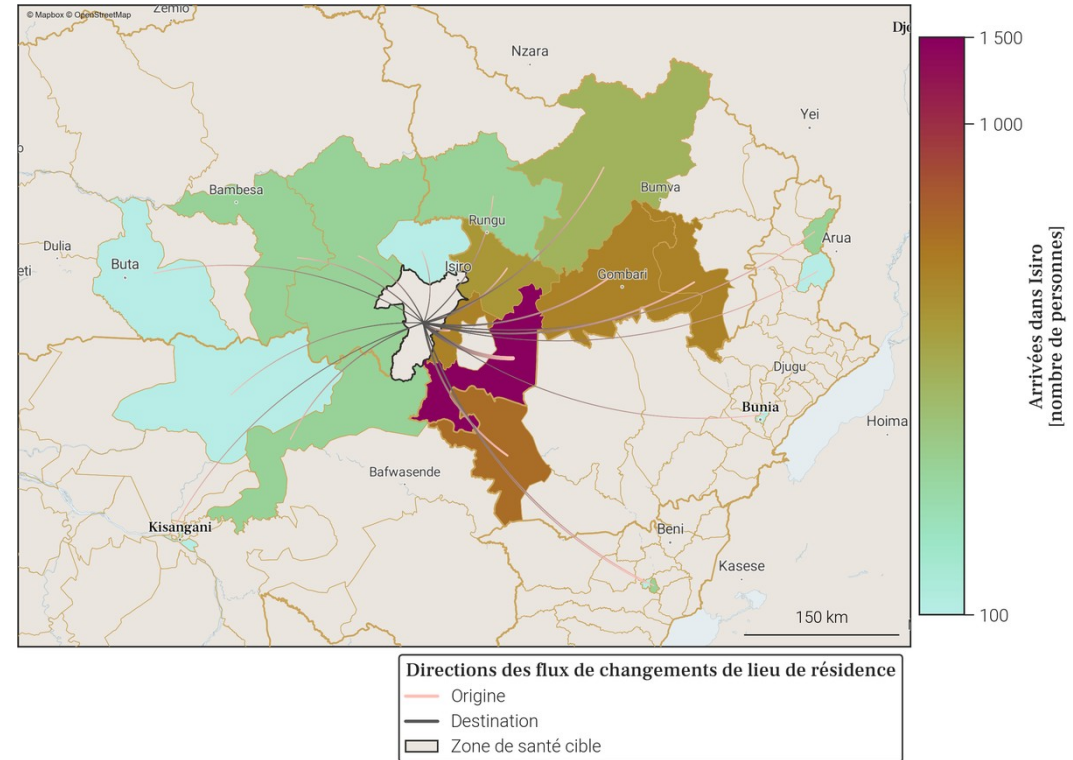 © Mapbox © OpenStreetMap
Zemio
Nzara
Yei
Bambesa
Bumva
Rungu
Dulia
Arua
Buta
Isiro
eti
Gombari
Djugu
Bunia
Hoima
Bafwasende
Kisangani
Beni
Kasese
150 km
1 500
1 000
100
Arrivées dans Isiro
[nombre de personnes]
Directions des flux de changements de lieu de résidence
Origine
Destination
Zone de santé cible